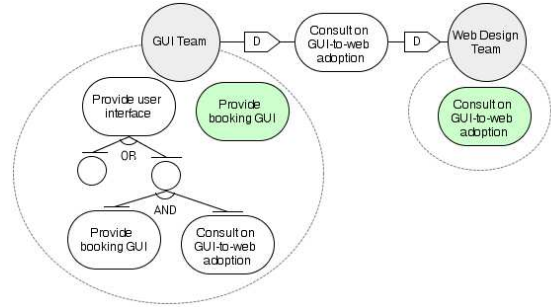 GUI Team
D
Consult on
GUI-to-web
adoption
D
Web Design
Team
Provide user
interface
Provide
booking GUI
Consult on
GUI-to-web
adoption
OR
AND
Provide
booking GUI
Consult on
GUI-to-web
adoption